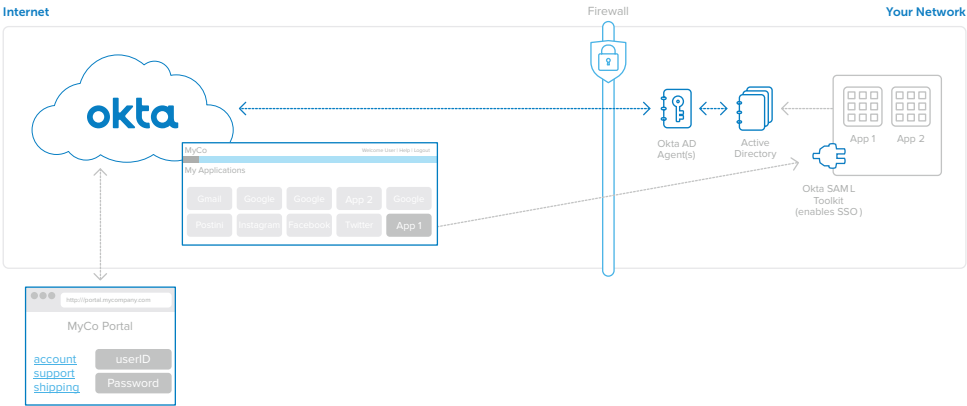 Internet
Firewall
Your Network
okta
Okta AD
Agent(s)
Active
Directory
App 1
App 2
Okta SAML
Toolkit
(enables SSO)
MyCo
Welcome User | Help | Logout
My Applications
Gmail
Google
Google
App 2
Google
Postini
Instagram
Facebook
Twitter
App 1
http://portal.mycompany.com
MyCo Portal
account
support
shipping
userID
Password